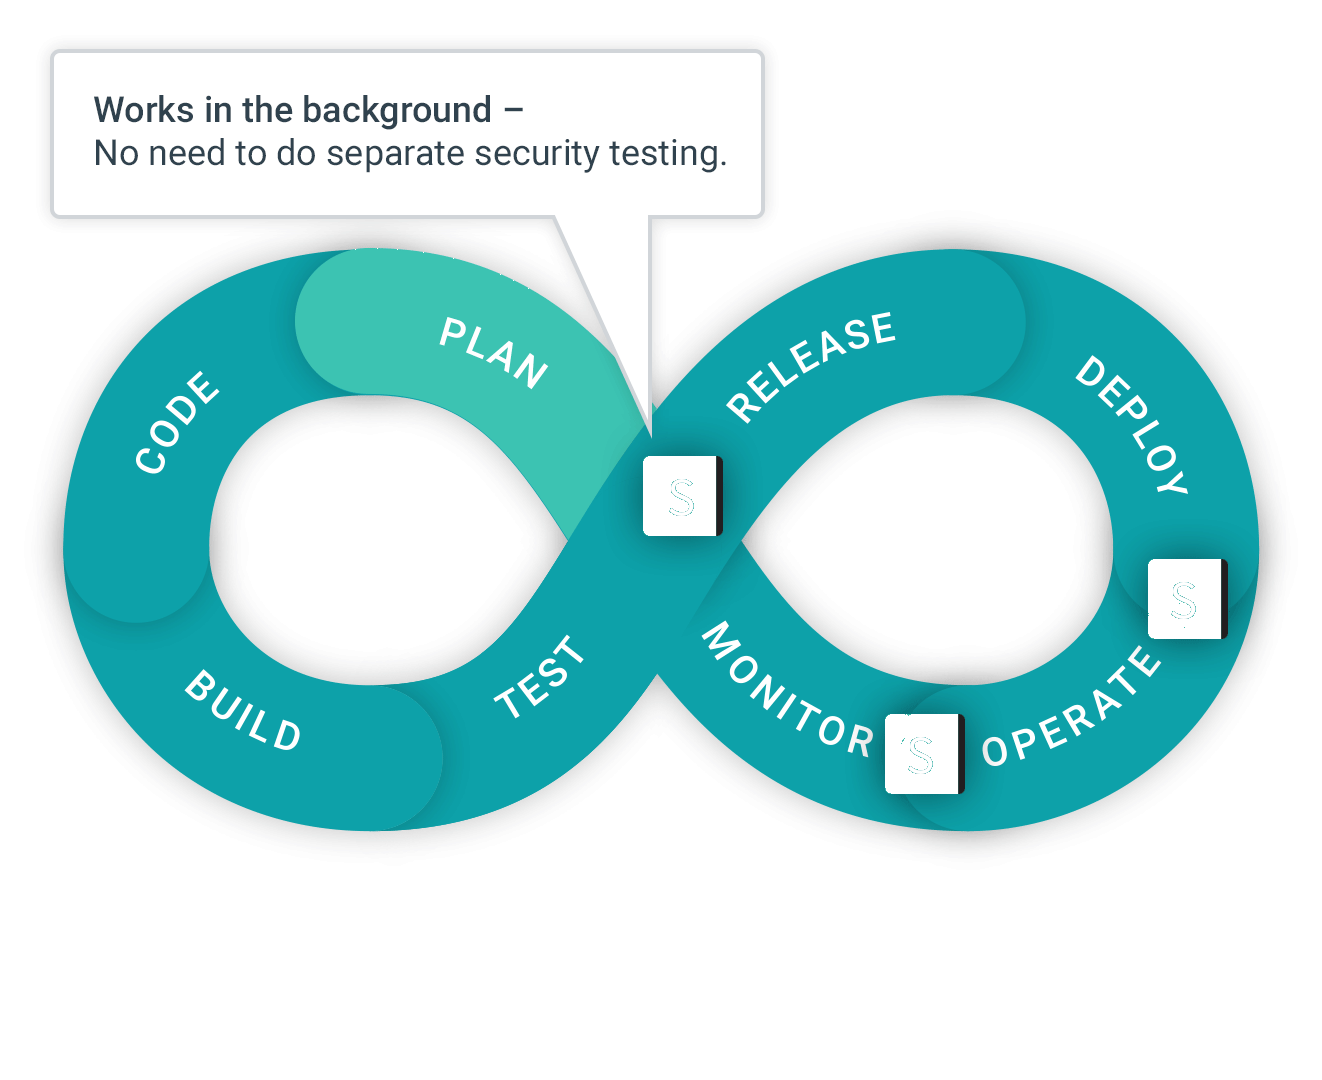 Works in the background –
No need to do separate security testing.
PLAN
CODE
BUILD
TEST
RELEASE
DEPLOY
OPERATE
MONITOR
S
S
S